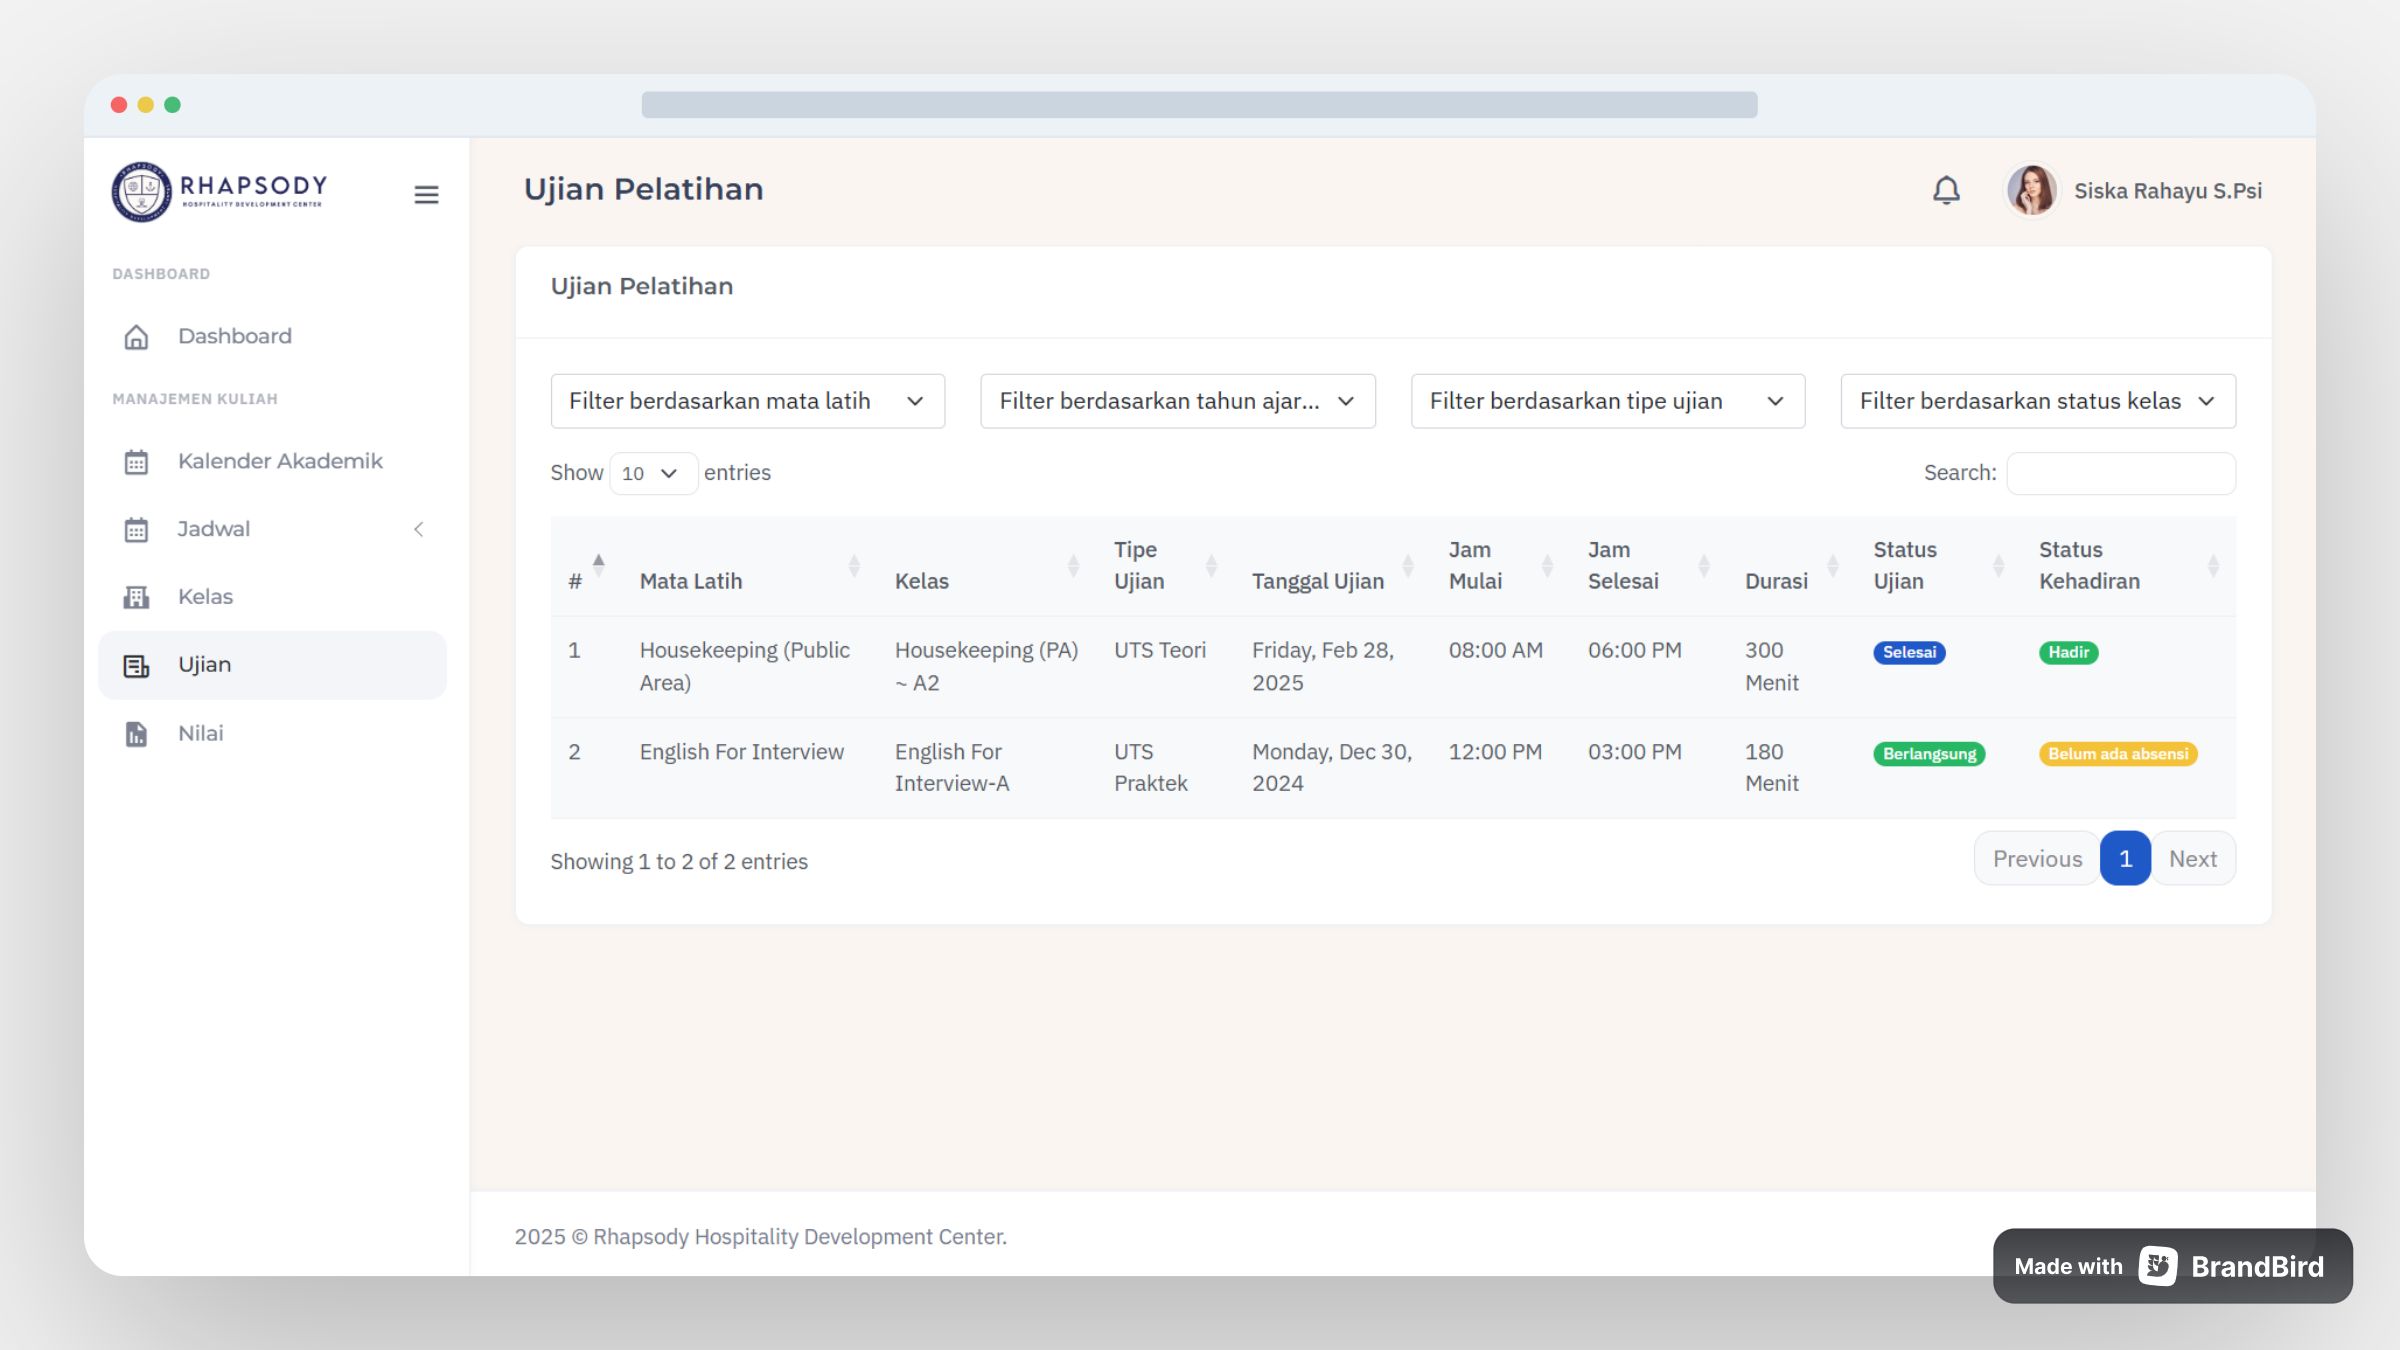 RHAPSODY
HOSPITALITY DEVELOPMENT CENTER
Ujian Pelatihan
Siska Rahayu S.Psi
DASHBOARD
Dashboard
MANAJEMEN KULIAH
Kalender Akademik
Jadwal
Kelas
Ujian
Nilai
Ujian Pelatihan
Filter berdasarkan mata latih
Filter berdasarkan tahun ajar...
Filter berdasarkan tipe ujian
Filter berdasarkan status kelas
Show 10 entries
Search:
# Mata Latih Kelas Tipe Ujian Tanggal Ujian Jam Mulai Jam Selesai Durasi Status Ujian Status Kehadiran
1 Housekeeping (Public Area) Housekeeping (PA) ~ A2 UTS Teori Friday, Feb 28, 2025 08:00 AM 06:00 PM 300 Menit Selesai Hadir
2 English For Interview English For Interview-A UTS Praktek Monday, Dec 30, 2024 12:00 PM 03:00 PM 180 Menit Berlangsung Belum ada absensi
Showing 1 to 2 of 2 entries
Previous 1 Next
2025 © Rhapsody Hospitality Development Center.
Made with BrandBird